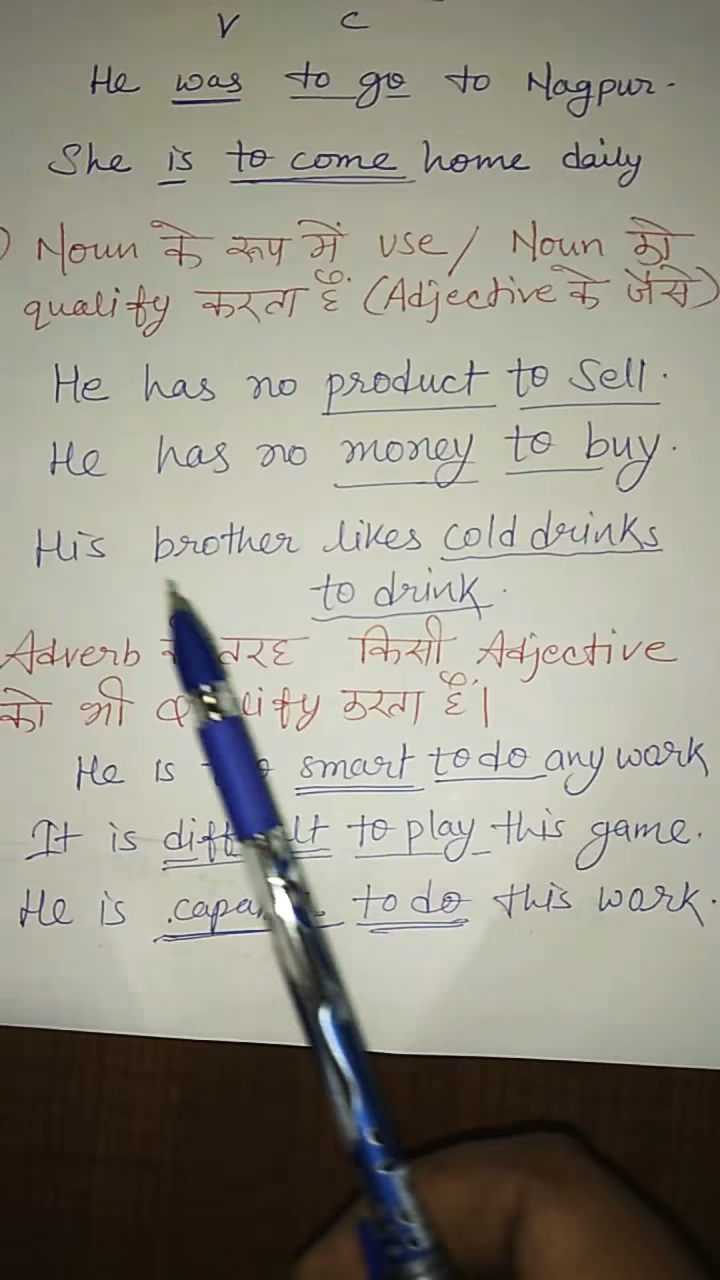 V C
He was to go to Nagpur.
She is to come home daily
) Noun के रूप में use/ Noun को
qualify करता है (Adjective के जैसे)
He has no product to sell.
He has no money to buy.
His brother likes cold drinks
to drink.
Adverb तरह किसी Adjective
को भी करता है।
He is smart to do any work
It is to play this game.
He is to do this work.